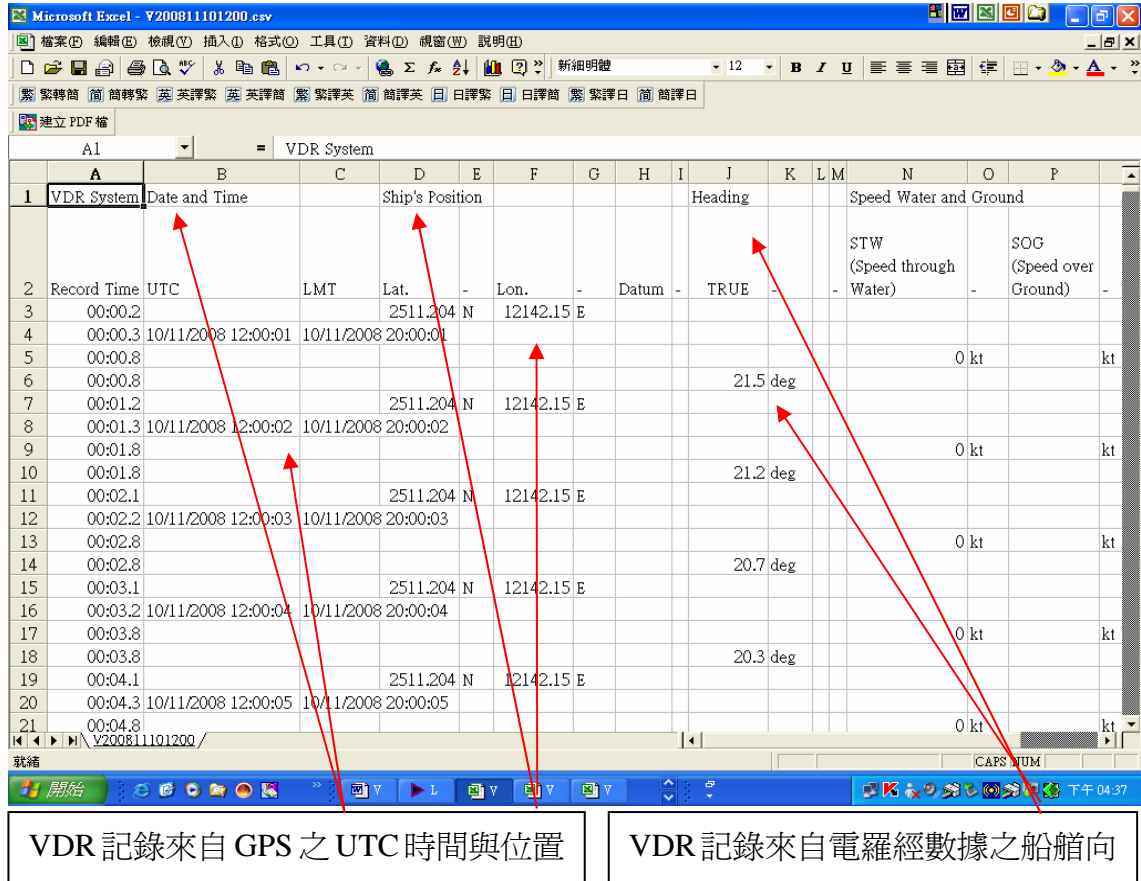 Microsoft Excel - V200811101200.csv
檔案(F) 編輯(E) 檢視(V) 插入(I) 格式(O) 工具(T) 資料(D) 視窗(W) 說明(H)
新細明體 12 B I U
繁 繁轉簡 簡 簡轉繁 英 英譯繁 英 英譯簡 繁 繁譯英 簡 簡譯英 日 日譯繁 日 日譯簡 繁 繁譯日 簡 簡譯日
建立 PDF 檔
A1 = VDR System
A B C D E F G H I J K L M N O P
1 VDR System Date and Time Ship's Position Heading Speed Water and Ground
2 Record Time UTC LMT Lat. - Lon. - Datum - TRUE - - STW (Speed through Water) - SOG (Speed over Ground) -
3 00:00.2 2511.204 N 12142.15 E
4 00:00.3 10/11/2008 12:00:01 10/11/2008 20:00:01
5 00:00.8 0 kt kt
6 00:00.8 21.5 deg
7 00:01.2 2511.204 N 12142.15 E
8 00:01.3 10/11/2008 12:00:02 10/11/2008 20:00:02
9 00:01.8 0 kt kt
10 00:01.8 21.2 deg
11 00:02.1 2511.204 N 12142.15 E
12 00:02.2 10/11/2008 12:00:03 10/11/2008 20:00:03
13 00:02.8 0 kt kt
14 00:02.8 20.7 deg
15 00:03.1 2511.204 N 12142.15 E
16 00:03.2 10/11/2008 12:00:04 10/11/2008 20:00:04
17 00:03.8 0 kt kt
18 00:03.8 20.3 deg
19 00:04.1 2511.204 N 12142.15 E
20 00:04.3 10/11/2008 12:00:05 10/11/2008 20:00:05
21 00:04.8 0 kt kt
V200811101200
就緒 CAPS NUM
開始 V L V V V 下午 04:37
VDR 記錄來自 GPS 之 UTC 時間與位置
VDR 記錄來自電羅經數據之船艏向